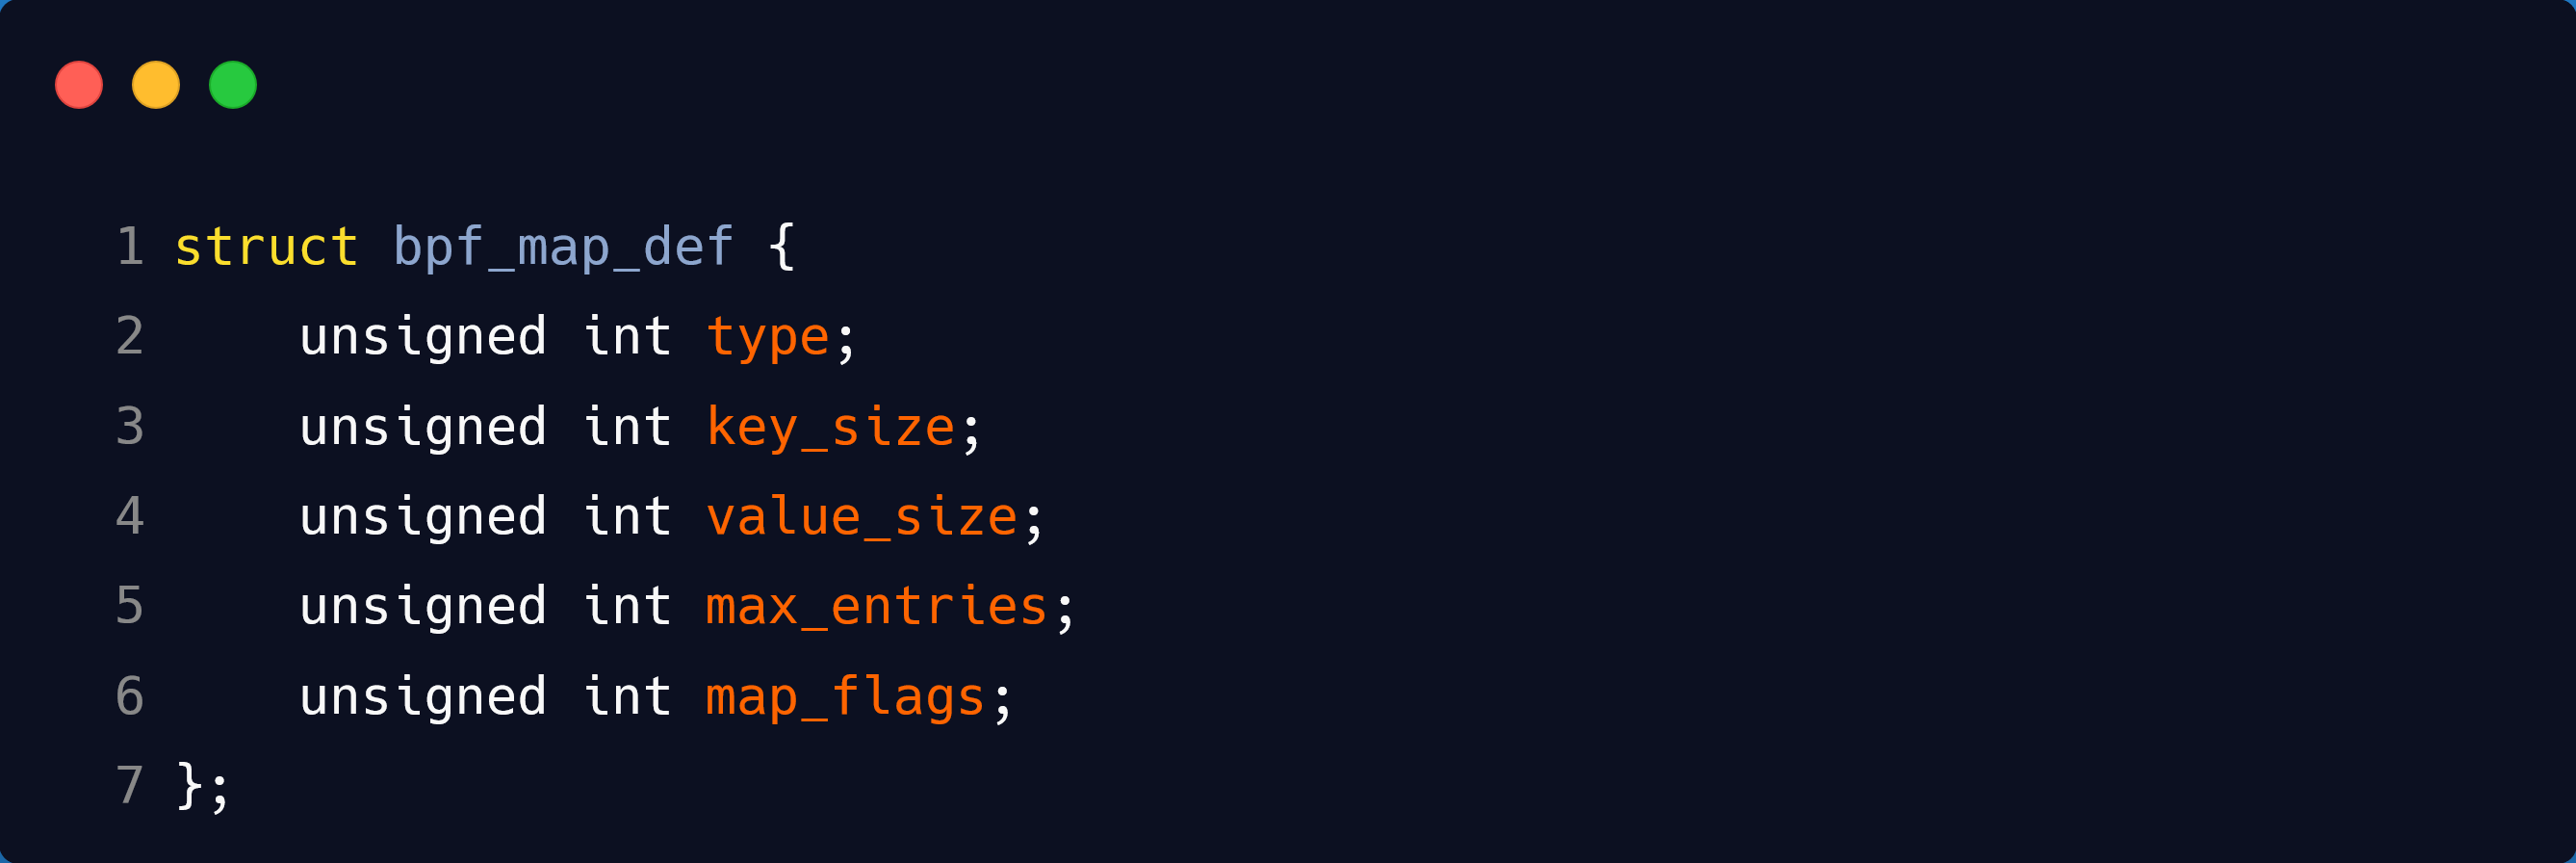 1 struct bpf_map_def {
2     unsigned int type;
3     unsigned int key_size;
4     unsigned int value_size;
5     unsigned int max_entries;
6     unsigned int map_flags;
7 };